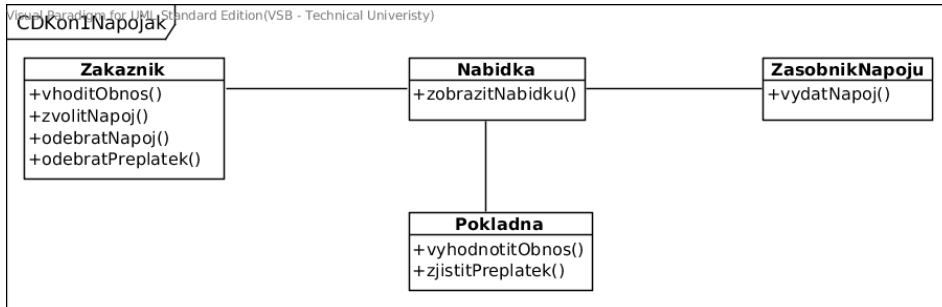 Visual Paradigm for UML Standard Edition(VSB - Technical Univeristy)
CDKon1Napojak
Zakaznik
+vhoditObnos()
+zvolitNapoj()
+odebratNapoj()
+odebratPreplatek()
Nabidka
+zobrazitNabidku()
ZasobnikNapoju
+vydatNapoj()
Pokladna
+vyhodnotitObnos()
+zjistitPreplatek()